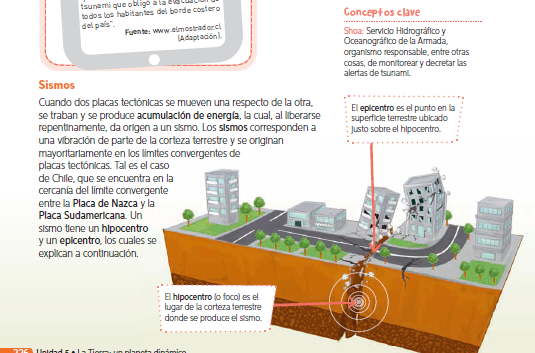 tsunami que obligó a la evacuación de
todos los habitantes del borde costero
del país".
Fuente: www.elmostrador.cl
(Adaptación).
Conceptos clave
Shoa: Servicio Hidrográfico y
Oceanográfico de la Armada,
organismo responsable, entre otras
cosas, de monitorear y decretar las
alertas de tsunami.
Sismos
Cuando dos placas tectónicas se mueven una respecto de la otra,
se traban y se produce acumulación de energía, la cual, al liberarse
repentinamente, da origen a un sismo. Los sismos corresponden a
una vibración de parte de la corteza terrestre y se originan
mayoritariamente en los límites convergentes de
placas tectónicas. Tal es el caso
de Chile, que se encuentra en la
cercanía del límite convergente
entre la Placa de Nazca y la
Placa Sudamericana. Un
sismo tiene un hipocentro
y un epicentro, los cuales se
explican a continuación.
El epicentro es el punto en la
superficie terrestre ubicado
justo sobre el hipocentro.
El hipocentro (o foco) es el
lugar de la corteza terrestre
donde se produce el sismo.
226 Unidad 5 • La Tierra: un planeta dinámico